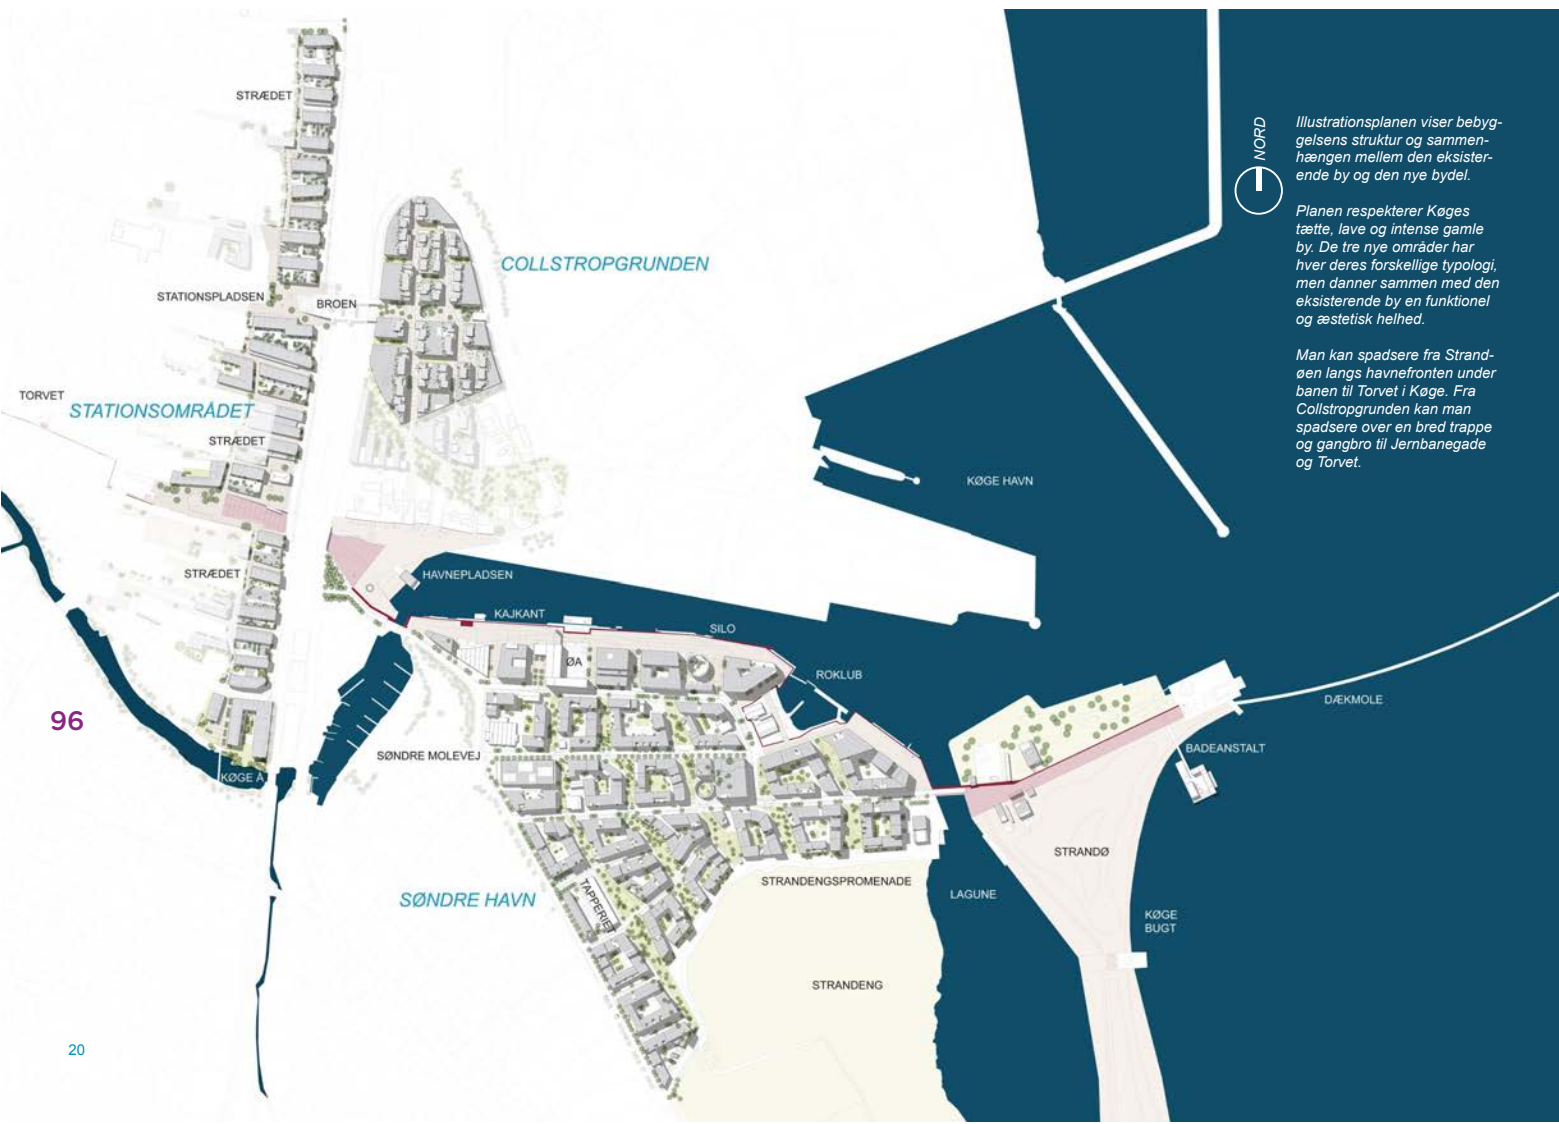 STRÆDET
NORD
Illustrationsplanen viser bebyg-
gelsens struktur og sammen-
hængen mellem den eksister-
ende by og den nye bydel.
Planen respekterer Køges
tætte, lave og intense gamle
by. De tre nye områder har
hver deres forskellige typologi,
men danner sammen med den
eksisterende by en funktionel
og æstetisk helhed.
Man kan spadsere fra Strand-
øen langs havnefronten under
banen til Torvet i Køge. Fra
Collstropgrunden kan man
spadsere over en bred trappe
og gangbro til Jernbanegade
og Torvet.
COLLSTROPGRUNDEN
STATIONSPLADSEN
BROEN
TORVET
STATIONSOMRÅDET
STRÆDET
KØGE HAVN
STRÆDET
HAVNEPLADSEN
KAJKANT
SILO
ØA
ROKLUB
DÆKMOLE
96
SØNDRE MOLEVEJ
BADEANSTALT
KØGE Å
STRANDØ
STRANDENGSPROMENADE
LAGUNE
SØNDRE HAVN
TAPPERIET
KØGE
BUGT
STRANDENG
20